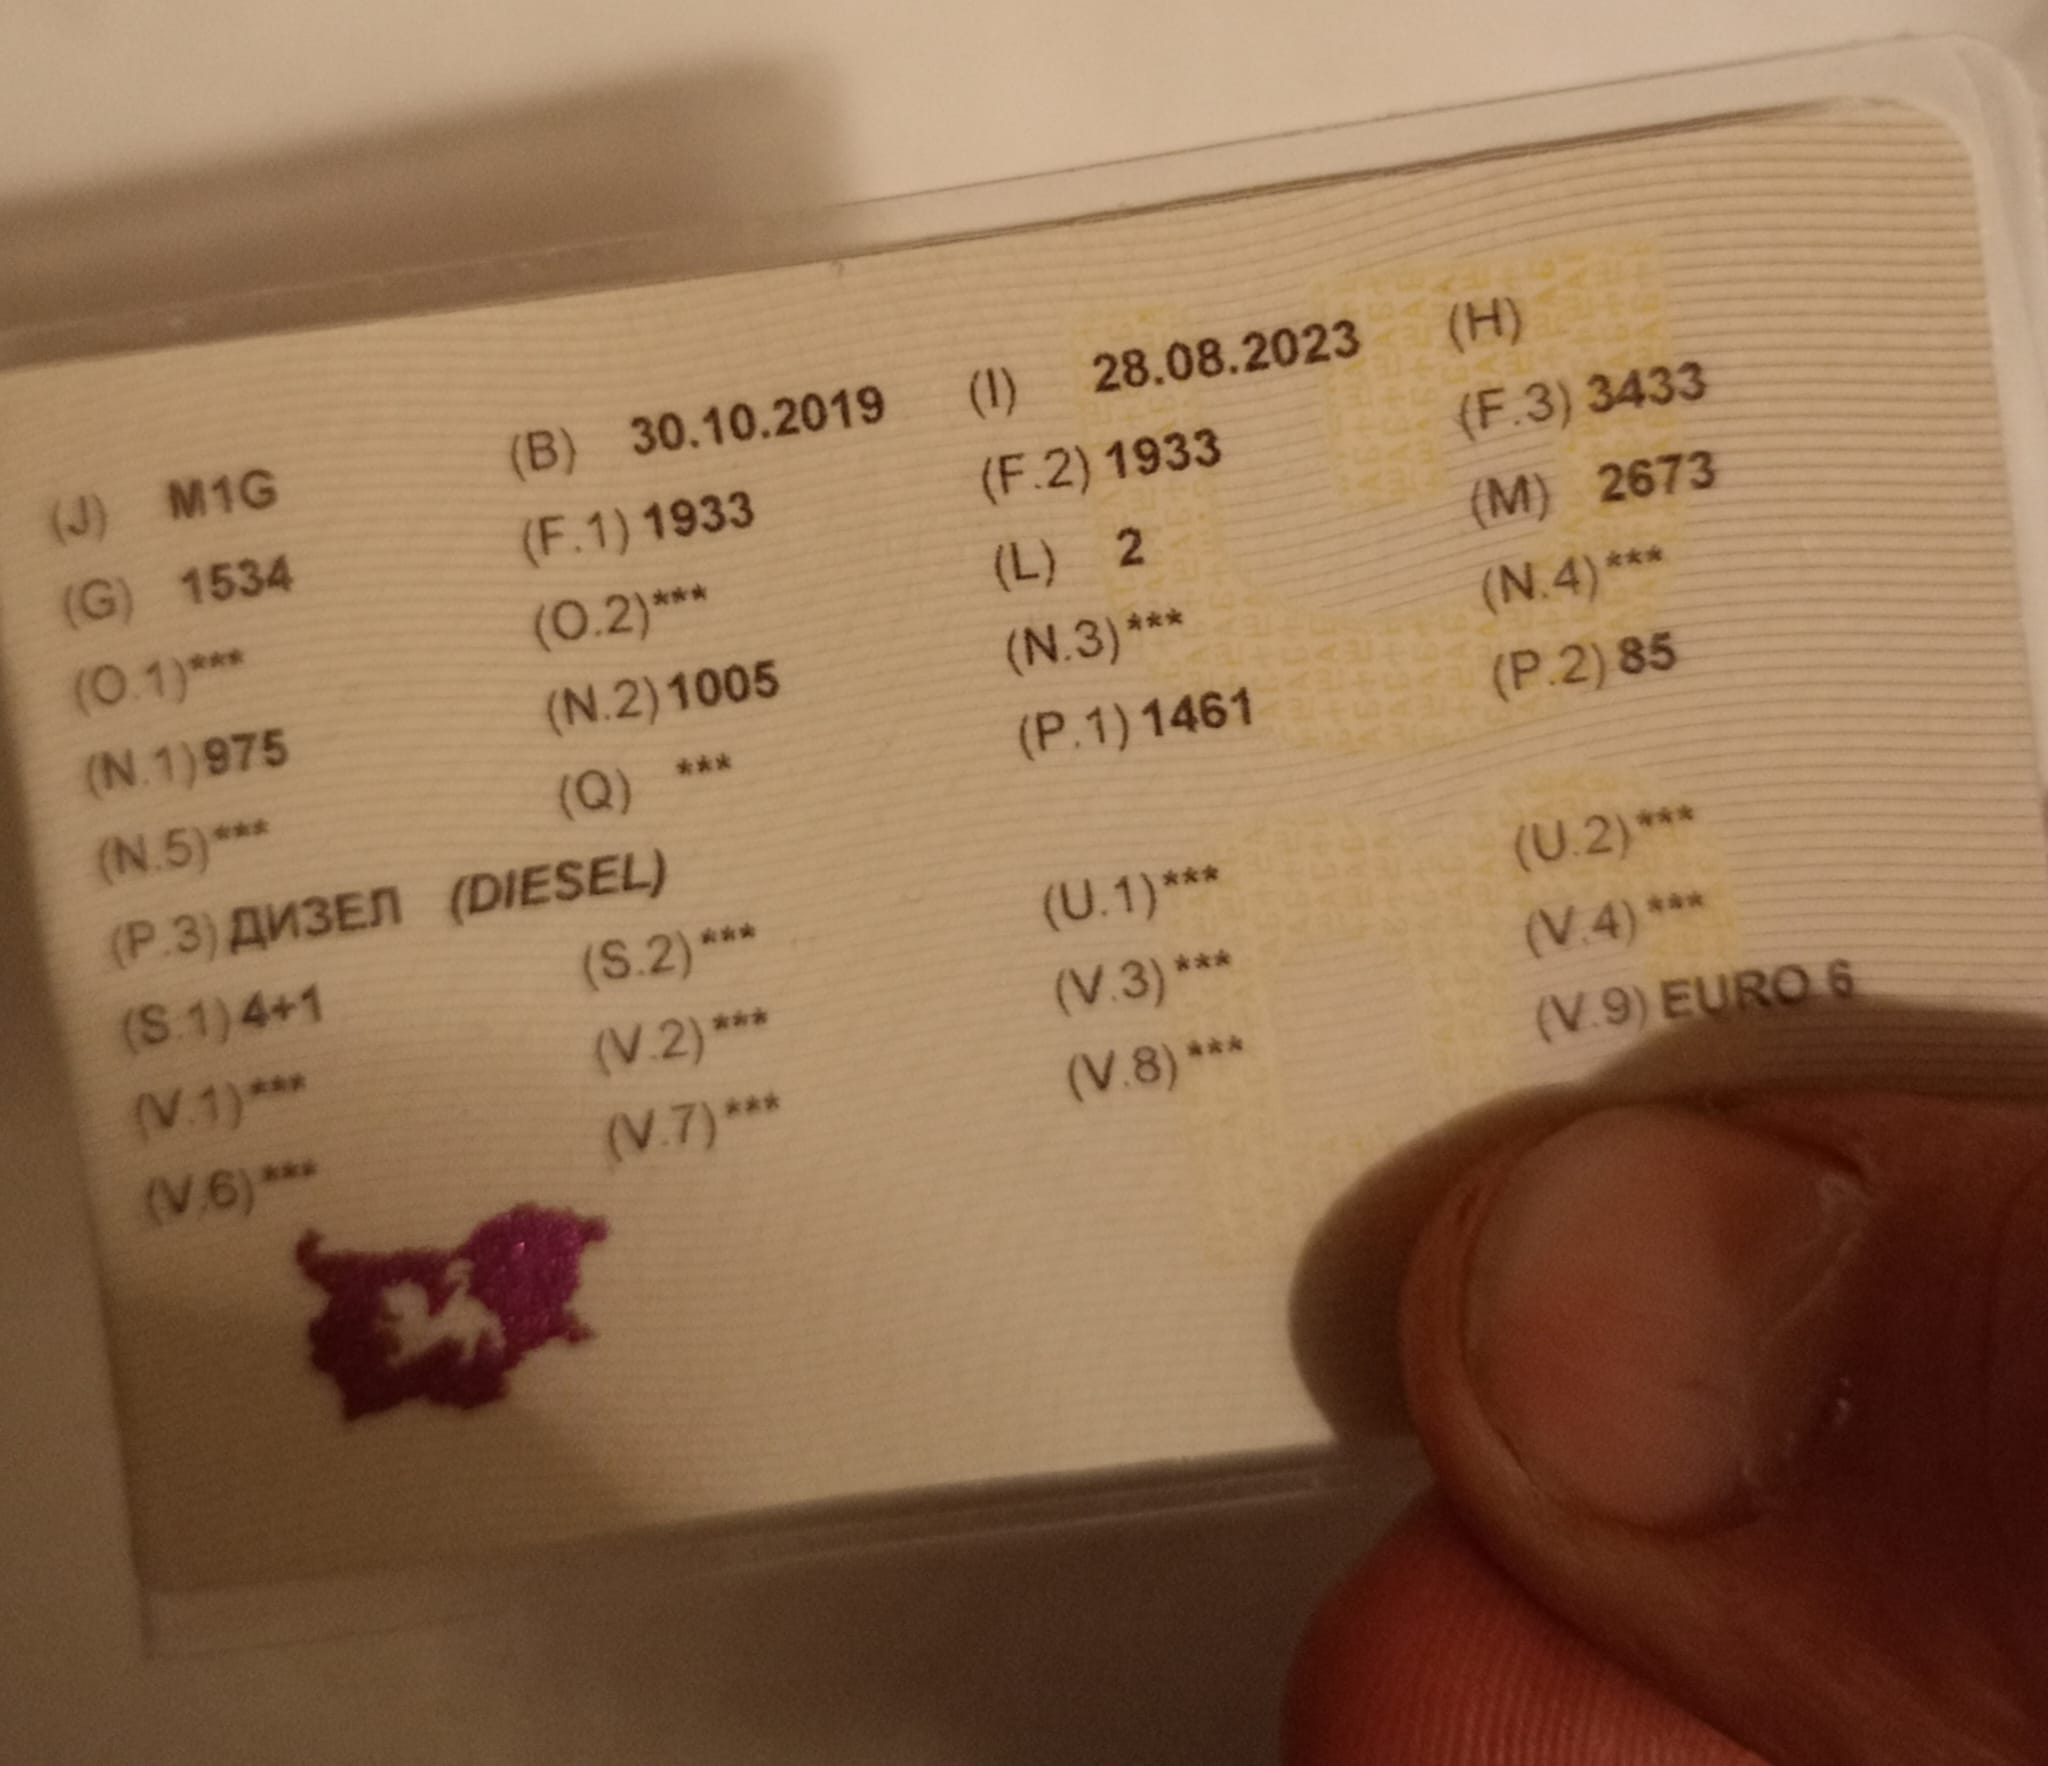 (J) M1G (B) 30.10.2019 (I) 28.08.2023 (H)
(G) 1534 (F.1) 1933 (F.2) 1933 (F.3) 3433
(O.1)*** (O.2)*** (L) 2 (M) 2673
(N.1) 975 (N.2) 1005 (N.3)*** (N.4)***
(N.5)*** (Q) *** (P.1) 1461 (P.2) 85
(P.3) ДИЗЕЛ (DIESEL)
(S.1) 4+1 (S.2)*** (U.1)*** (U.2)***
(V.1)*** (V.2)*** (V.3)*** (V.4)***
(V.6)*** (V.7)*** (V.8)*** (V.9) EURO 6